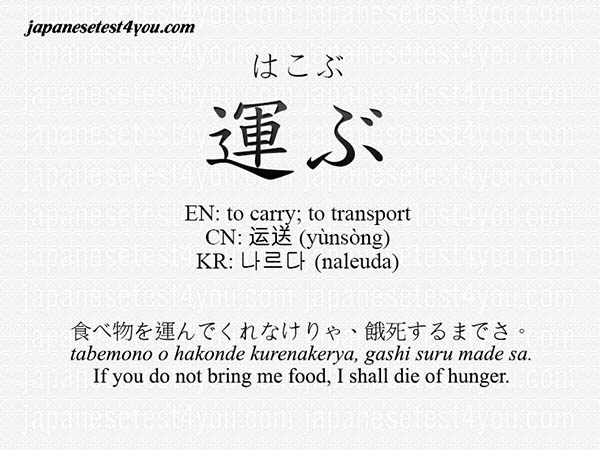 japanesetest4you.com
はこぶ
運ぶ
EN: to carry; to transport
CN: 运送 (yùnsòng)
KR: 나르다 (naleuda)
食べ物を運んでくれなけりゃ、餓死するまでさ。
tabemono o hakonde kurenakerya, gashi suru made sa.
If you do not bring me food, I shall die of hunger.